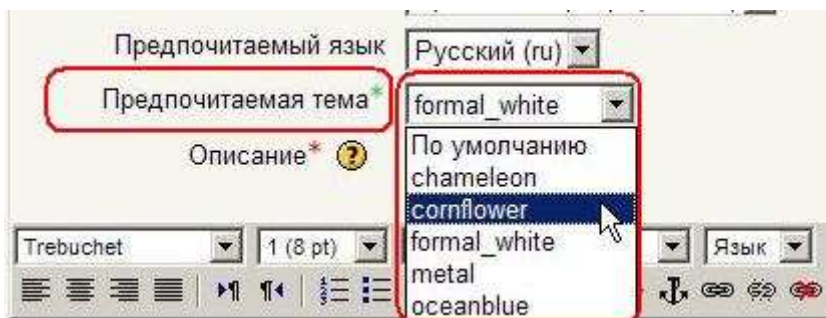 Предпочитаемый язык Русский (ru)
Предпочитаемая тема* formal_white
Описание* ?
По умолчанию
chameleon
cornflower
formal_white
metal
oceanblue
Trebuchet 1 (8 pt) Язык